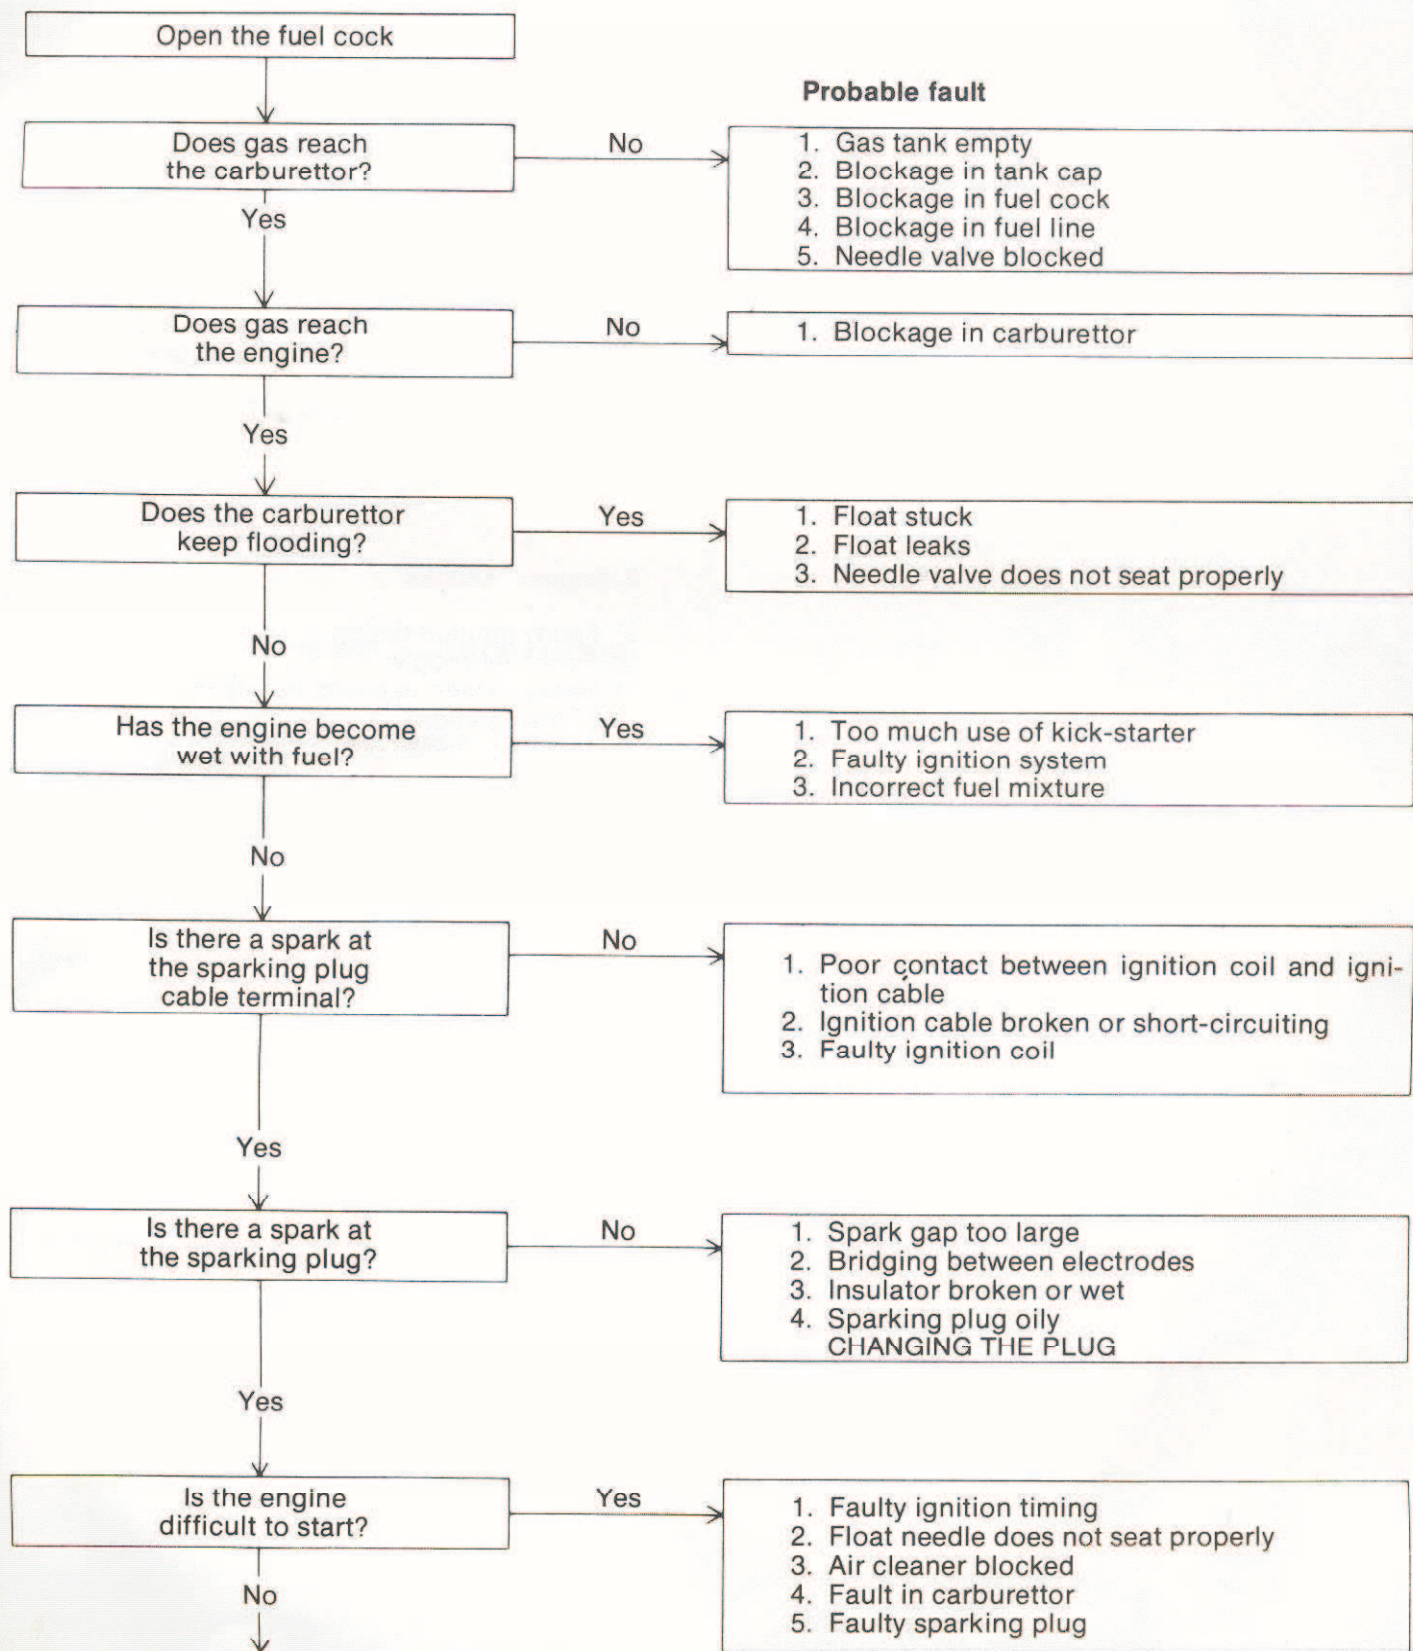 Open the fuel cock
Probable fault
Does gas reach
the carburettor?
No
1. Gas tank empty
2. Blockage in tank cap
3. Blockage in fuel cock
4. Blockage in fuel line
5. Needle valve blocked
Yes
Does gas reach
the engine?
No
1. Blockage in carburettor
Yes
Does the carburettor
keep flooding?
Yes
1. Float stuck
2. Float leaks
3. Needle valve does not seat properly
No
Has the engine become
wet with fuel?
Yes
1. Too much use of kick-starter
2. Faulty ignition system
3. Incorrect fuel mixture
No
Is there a spark at
the sparking plug
cable terminal?
No
1. Poor contact between ignition coil and igni-
tion cable
2. Ignition cable broken or short-circuiting
3. Faulty ignition coil
Yes
Is there a spark at
the sparking plug?
No
1. Spark gap too large
2. Bridging between electrodes
3. Insulator broken or wet
4. Sparking plug oily
CHANGING THE PLUG
Yes
Is the engine
difficult to start?
Yes
1. Faulty ignition timing
2. Float needle does not seat properly
3. Air cleaner blocked
4. Fault in carburettor
5. Faulty sparking plug
No